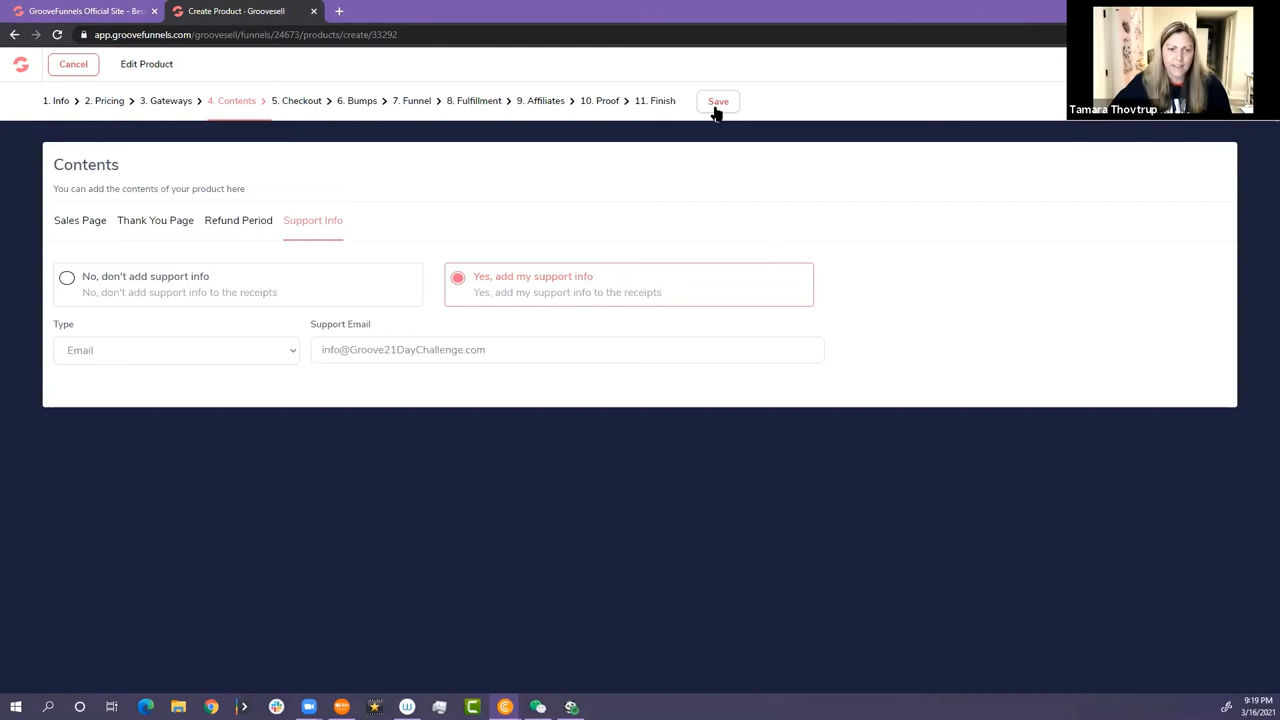 GrooveFunnels Official Site - Bes
Create Product - Groovesell
app.groovefunnels.com/groovesell/funnels/24673/products/create/33292
Cancel
Edit Product
1. Info
2. Pricing
3. Gateways
4. Contents
5. Checkout
6. Bumps
7. Funnel
8. Fulfillment
9. Affiliates
10. Proof
11. Finish
Save
Tamara Thovtrup
Contents
You can add the contents of your product here
Sales Page
Thank You Page
Refund Period
Support Info
No, don't add support info
No, don't add support info to the receipts
Yes, add my support info
Yes, add my support info to the receipts
Type
Support Email
Email
info@Groove21DayChallenge.com
9:19 PM
3/16/2021